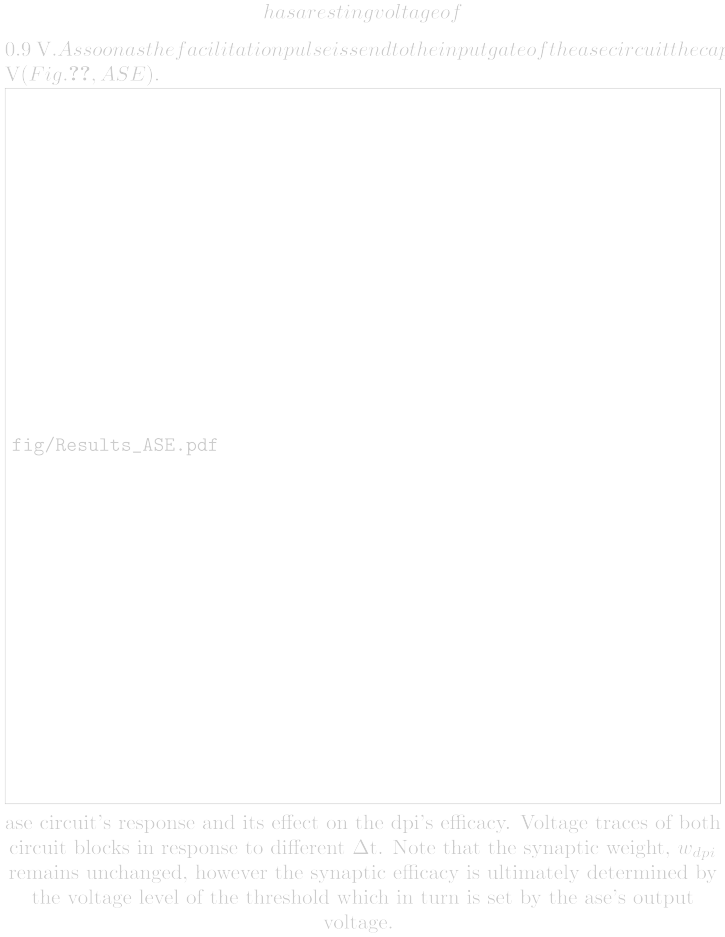 hasarestingvoltageof
0.9 V.Assoonasthefacilitationpulseissendtotheinputgateoftheasecircuitthecap
V(Fig.??, ASE).
fig/Results_ASE.pdf
ase circuit's response and its effect on the dpi's efficacy. Voltage traces of both
circuit blocks in response to different Δt. Note that the synaptic weight, w_{dpi}
remains unchanged, however the synaptic efficacy is ultimately determined by
the voltage level of the threshold which in turn is set by the ase's output
voltage.